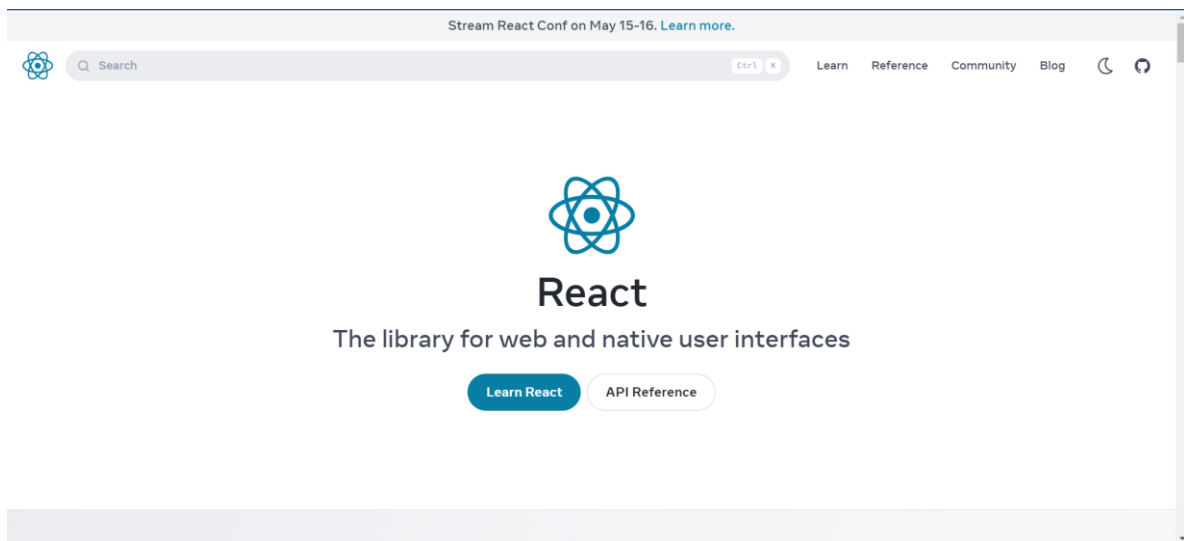 Stream React Conf on May 15-16. Learn more.
Search Ctrl K Learn Reference Community Blog
React
The library for web and native user interfaces
Learn React API Reference